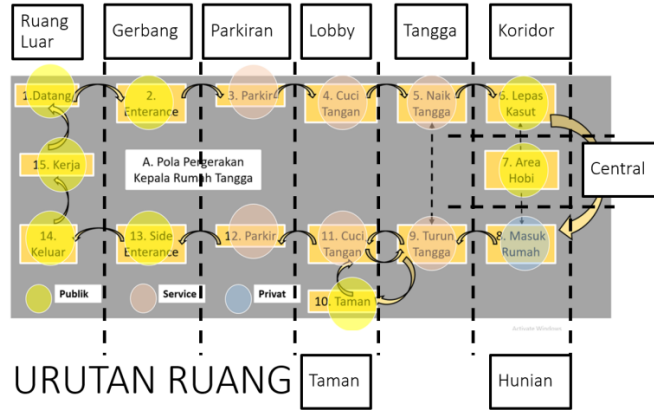 Ruang
Luar
Gerbang
Parkiran
Lobby
Tangga
Koridor
1.Datang
2.
Enterance
3. Parkir
4. Cuci
Tangan
5. Naik
Tangga
6. Lepas
Kasut
15. Kerja
A. Pola Pergerakan
Kepala Rumah Tangga
7. Area
Hobi
Central
14.
Keluar
13. Side
Enterance
12. Parkir
11. Cuci
Tangan
9. Turun
Tangga
8. Masuk
Rumah
Publik
Service
Privat
10. Taman
Activate Windows
URUTAN RUANG
Taman
Hunian